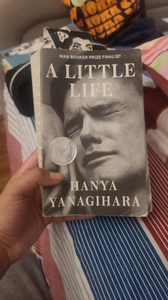 MAN BOOKER PRIZE FINALIST
A LITTLE
LIFE
HANYA
YANAGIHARA